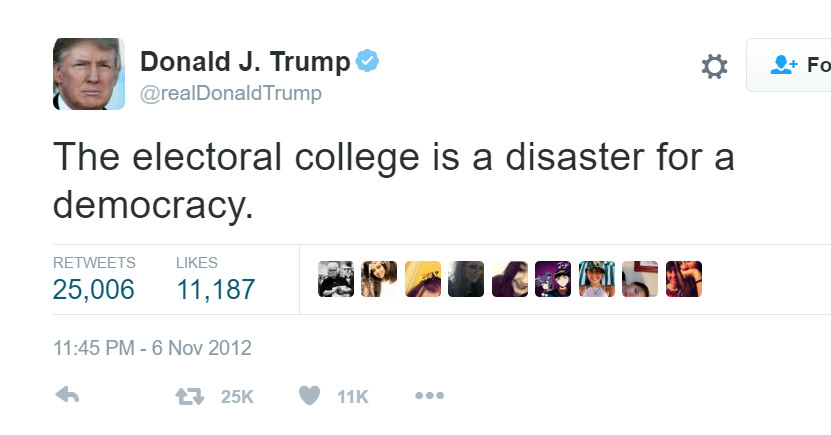 Donald J. Trump
@realDonaldTrump
Fo
The electoral college is a disaster for a
democracy.
RETWEETS LIKES
25,006 11,187
11:45 PM - 6 Nov 2012
25K 11K